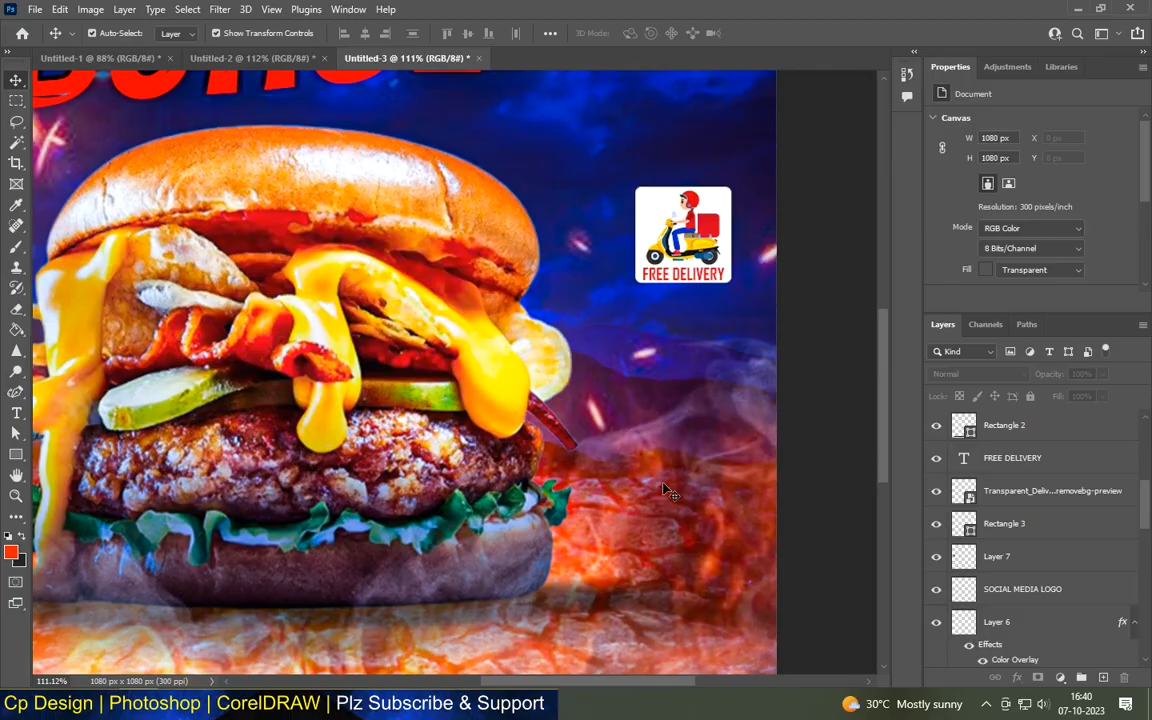 File Edit Image Layer Type Select Filter 3D View Plugins Window Help
Auto-Select: Layer Show Transform Controls 3D Mode:
Untitled-1 @ 88% (RGB/8#) * × Untitled-2 @ 112% (RGB/8#) * × Untitled-3 @ 111% (RGB/8#) * ×
Properties Adjustments Libraries
Document
Canvas
W 1080 px X 0 px
H 1080 px Y 0 px
Resolution: 300 pixels/inch
Mode RGB Color
8 Bits/Channel
Fill Transparent
FREE DELIVERY
Layers Channels Paths
Kind
Normal Opacity: 100%
Lock: Fill: 100%
Rectangle 2
FREE DELIVERY
Transparent_Deliv...removebg-preview
Rectangle 3
Layer 7
SOCIAL MEDIA LOGO
Layer 6 fx
Effects
Color Overlay
111.12% 1080 px x 1080 px (300 ppi)
Cp Design | Photoshop | CorelDRAW | Plz Subscribe & Support
30°C Mostly sunny
16:40
07-10-2023